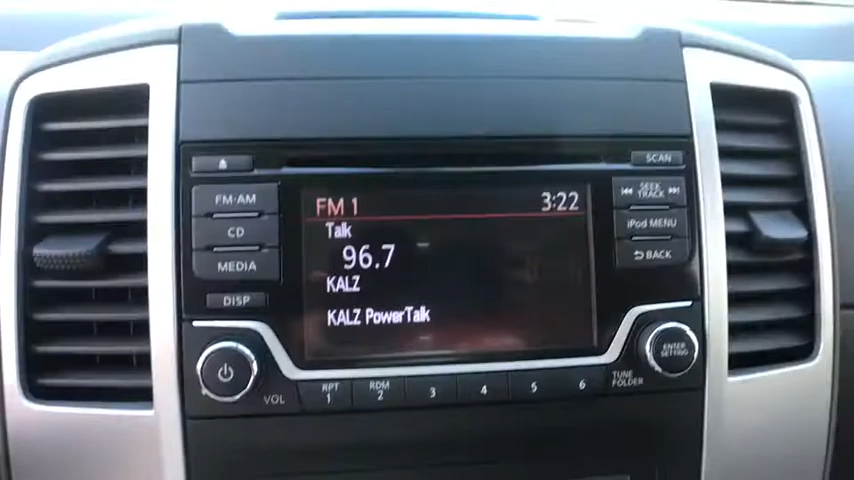 SCAN
FM·AM
FM 1
3:22
SEEK
TRACK
Talk
CD
96.7
iPod MENU
MEDIA
BACK
KALZ
DISP
KALZ PowerTalk
ENTER
SETTING
VOL
RPT
1
RDM
2
3
4
5
6
TUNE
FOLDER